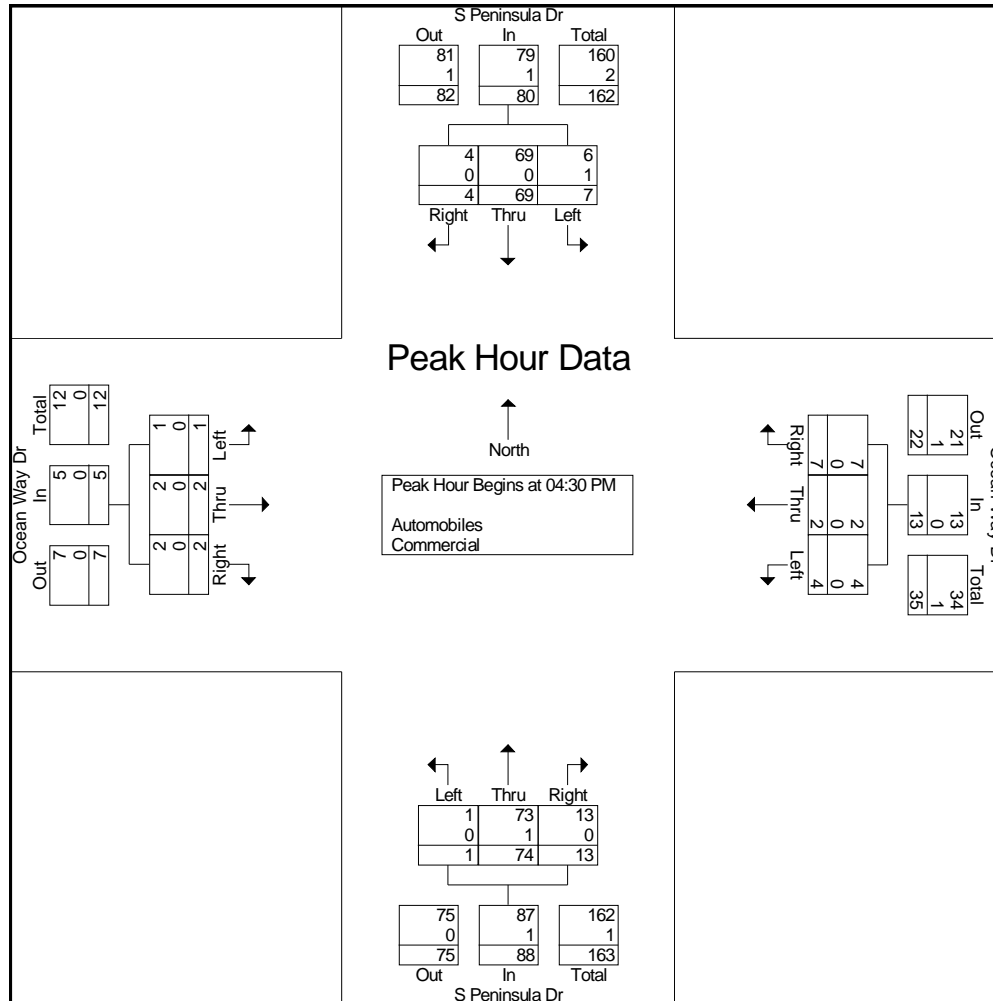 S Peninsula Dr
Out In Total
81 79 160
1 1 2
82 80 162
4 69 6
0 0 1
4 69 7
Right Thru Left
Peak Hour Data
North
Peak Hour Begins at 04:30 PM
Automobiles
Commercial
Ocean Way Dr
Out In Total
7 5 12
0 0 0
7 5 12
Right Thru Left
2 2 1
0 0 0
2 2 1
Ocean Way Dr
Out In Total
21 13 34
1 0 1
22 13 35
Right Thru Left
7 2 4
0 0 0
7 2 4
Left Thru Right
1 73 13
0 1 0
1 74 13
75 87 162
0 1 1
75 88 163
Out In Total
S Peninsula Dr